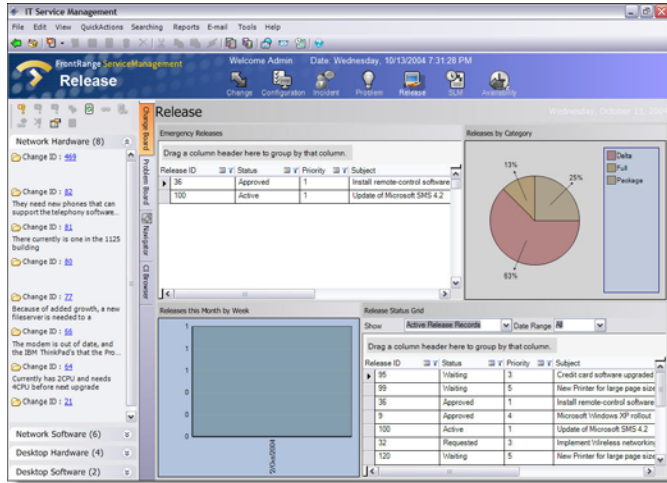 IT Service Management
File Edit View QuickActions Searching Reports E-mail Tools Help
FrontRange ServiceManagement
Welcome Admin Date: Wednesday, 10/13/2004 7:31:28 PM
Release
Change Configuration Incident Problem Release SLM Availability
Network Hardware (8)
Change ID : 469
Change ID : 82
They need new phones that can
support the telephony software...
Change ID : 81
There currently is one in the 1125
building
Change ID : 80
Change ID : 77
Because of added growth, a new
fileserver is needed to a
Change ID : 66
The modem is out of date, and
the IBM ThinkPad's that the Pro...
Change ID : 64
Currently has 2CPU and needs
4CPU before next upgrade
Change ID : 21
Network Software (6)
Desktop Hardware (4)
Desktop Software (2)
Change Board
Problem Board
Navigator
CI Browser
Release
Wednesday, October 13, 200
Emergency Releases
Drag a column header here to group by that column.
Release ID Status Priority Subject
36 Approved 1 Install remote-control software
100 Active 1 Update of Microsoft SMS 4.2
Releases by Category
13%
25%
63%
Delta
Full
Package
Releases this Month by Week
1
1
1
0
0
0
Release Status Grid
Show Active Release Records Date Range All
Drag a column header here to group by that column.
Release ID Status Priority Subject
95 Waiting 3 Credit card software upgraded
99 Waiting 5 New Printer for large page size
36 Approved 1 Install remote-control software
9 Approved 4 Microsoft Windows XP rollout
100 Active 1 Update of Microsoft SMS 4.2
32 Requested 3 Implement Wireless networking
120 Waiting 5 New Printer for large page size